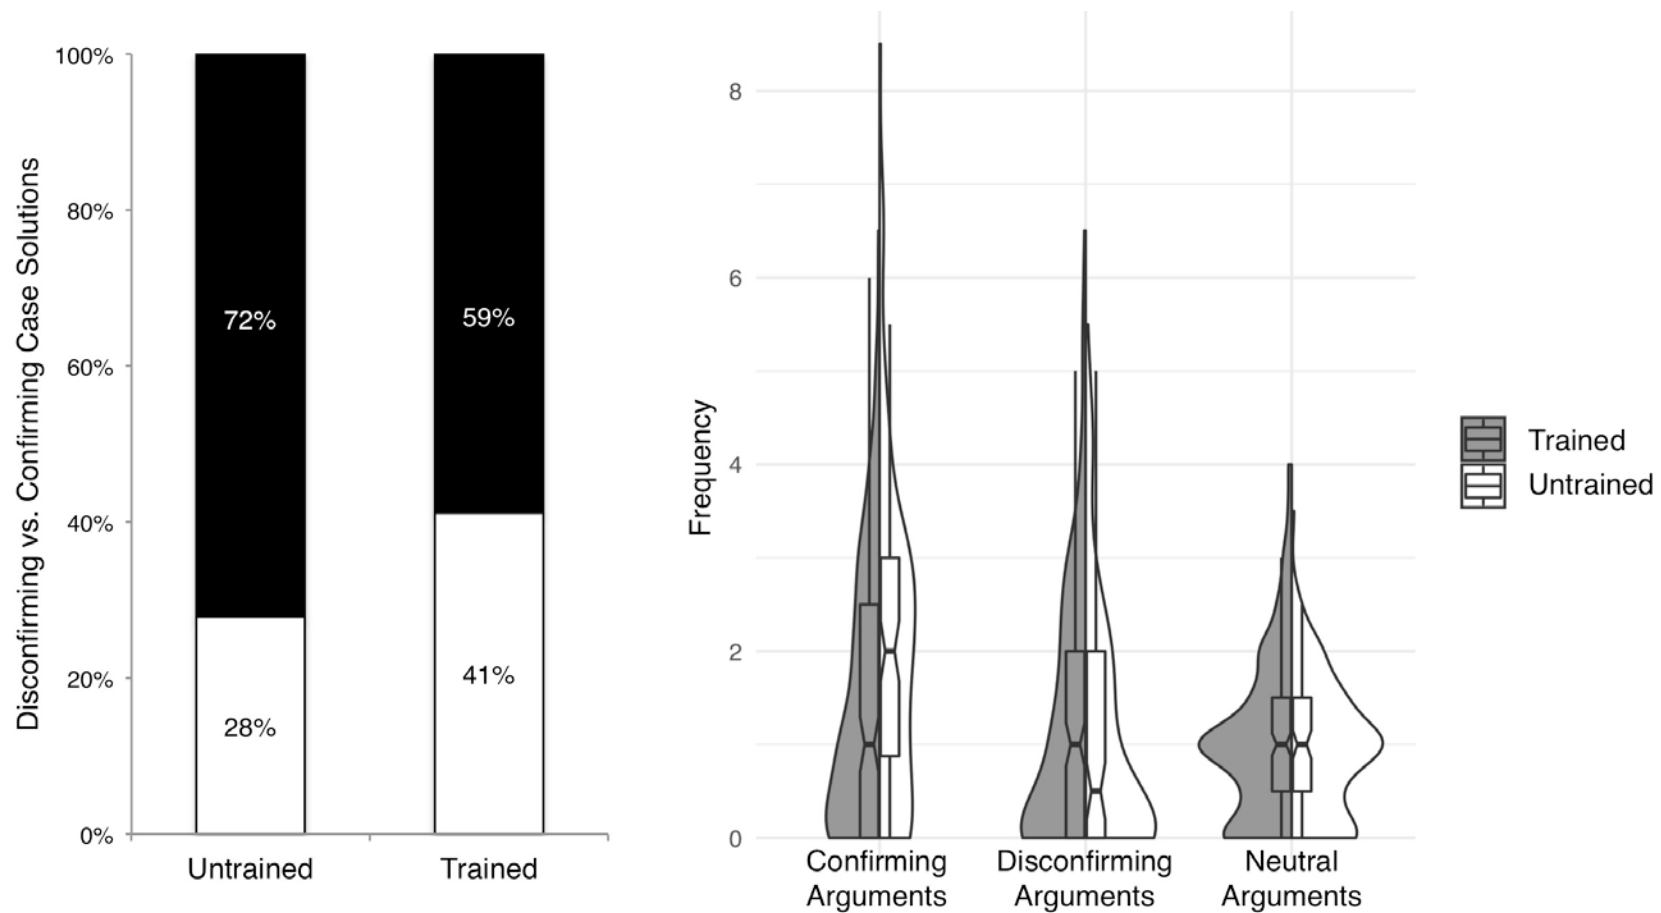 Disconfirming vs. Confirming Case Solutions
100%
80%
60%
40%
20%
0%
72%
28%
59%
41%
Untrained
Trained
Frequency
8
6
4
2
0
Confirming
Arguments
Disconfirming
Arguments
Neutral
Arguments
Trained
Untrained